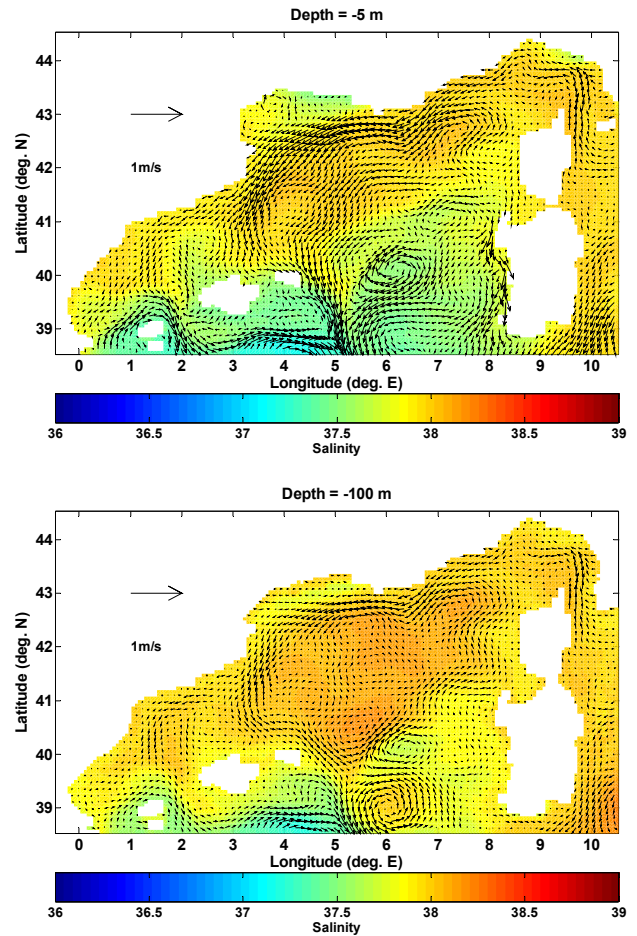 Depth = -5 m
44
43
42
41
40
39
1m/s
Latitude (deg. N)
0 1 2 3 4 5 6 7 8 9 10
Longitude (deg. E)
36 36.5 37 37.5 38 38.5 39
Salinity
Depth = -100 m
44
43
42
41
40
39
1m/s
Latitude (deg. N)
0 1 2 3 4 5 6 7 8 9 10
Longitude (deg. E)
36 36.5 37 37.5 38 38.5 39
Salinity